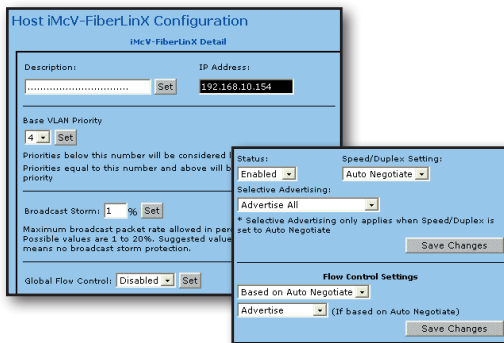 Host iMcV-FiberLinX Configuration
iMcV-FiberLinX Detail
Description:
IP Address:
................................
Set
192.168.10.154
Base VLAN Priority
4
Set
Priorities below this number will be considered
Priorities equal to this number and above will b
priority
Broadcast Storm: 1 % Set
Maximum broadcast packet rate allowed in per
Possible values are 1 to 20%. Suggested value
means no broadcast storm protection.
Global Flow Control: Disabled Set
Status:
Speed/Duplex Setting:
Enabled
Auto Negotiate
Selective Advertising:
Advertise All
* Selective Advertising only applies when Speed/Duplex is
set to Auto Negotiate
Save Changes
Flow Control Settings
Based on Auto Negotiate
Advertise (If based on Auto Negotiate)
Save Changes